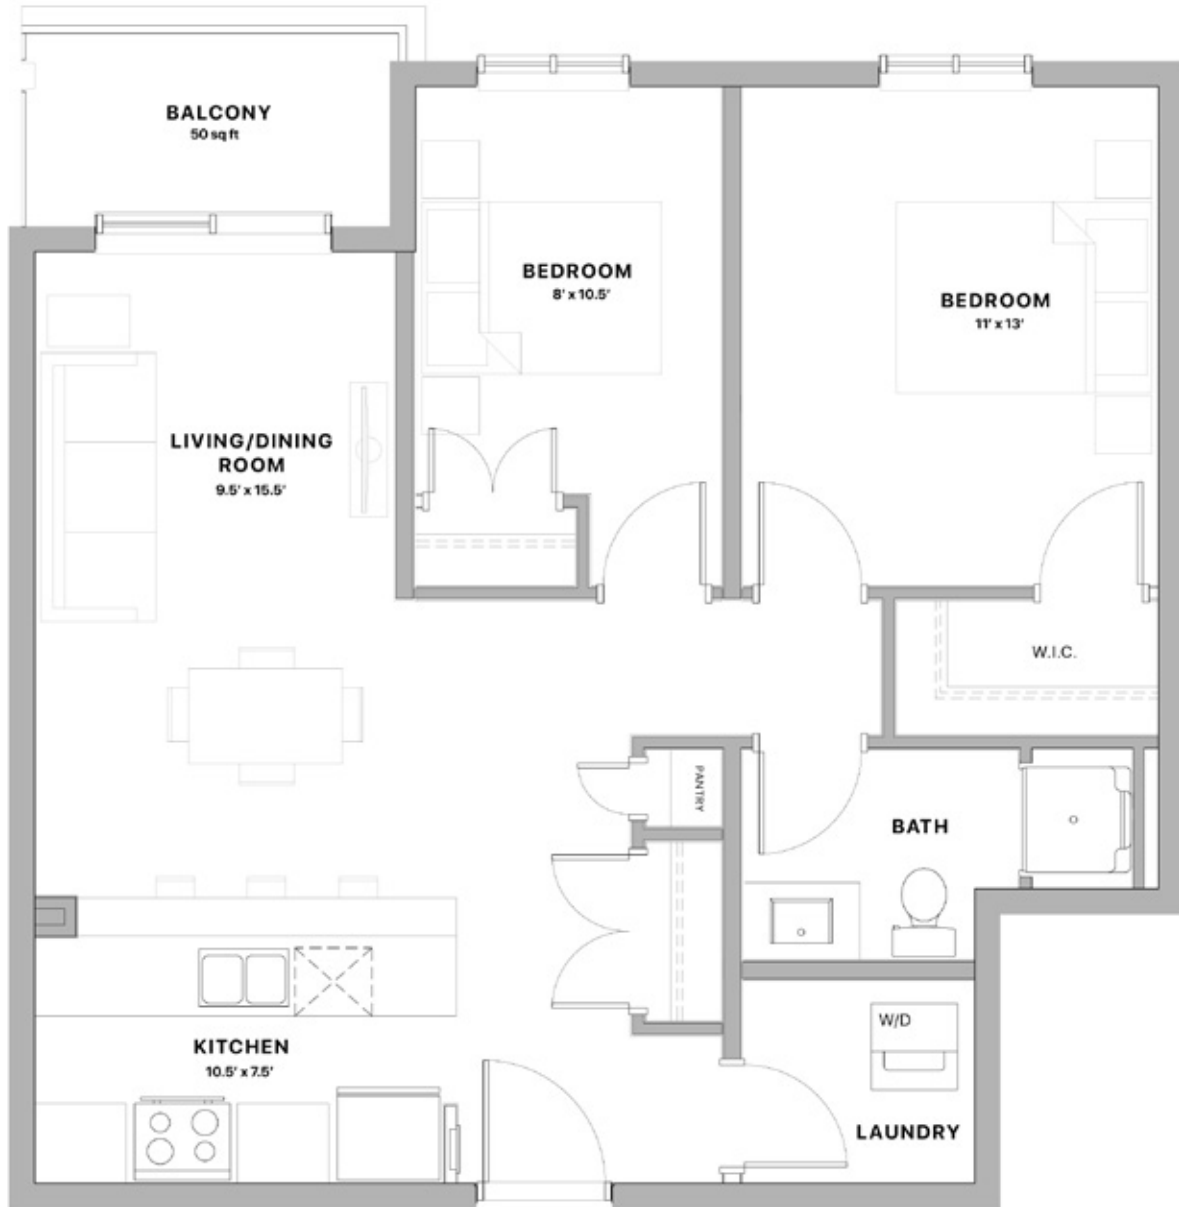 BALCONY
50 sq ft
BEDROOM
8' x 10.5'
BEDROOM
11' x 13'
LIVING/DINING
ROOM
9.5' x 15.5'
W.I.C.
PANTRY
BATH
KITCHEN
10.5' x 7.5'
W/D
LAUNDRY